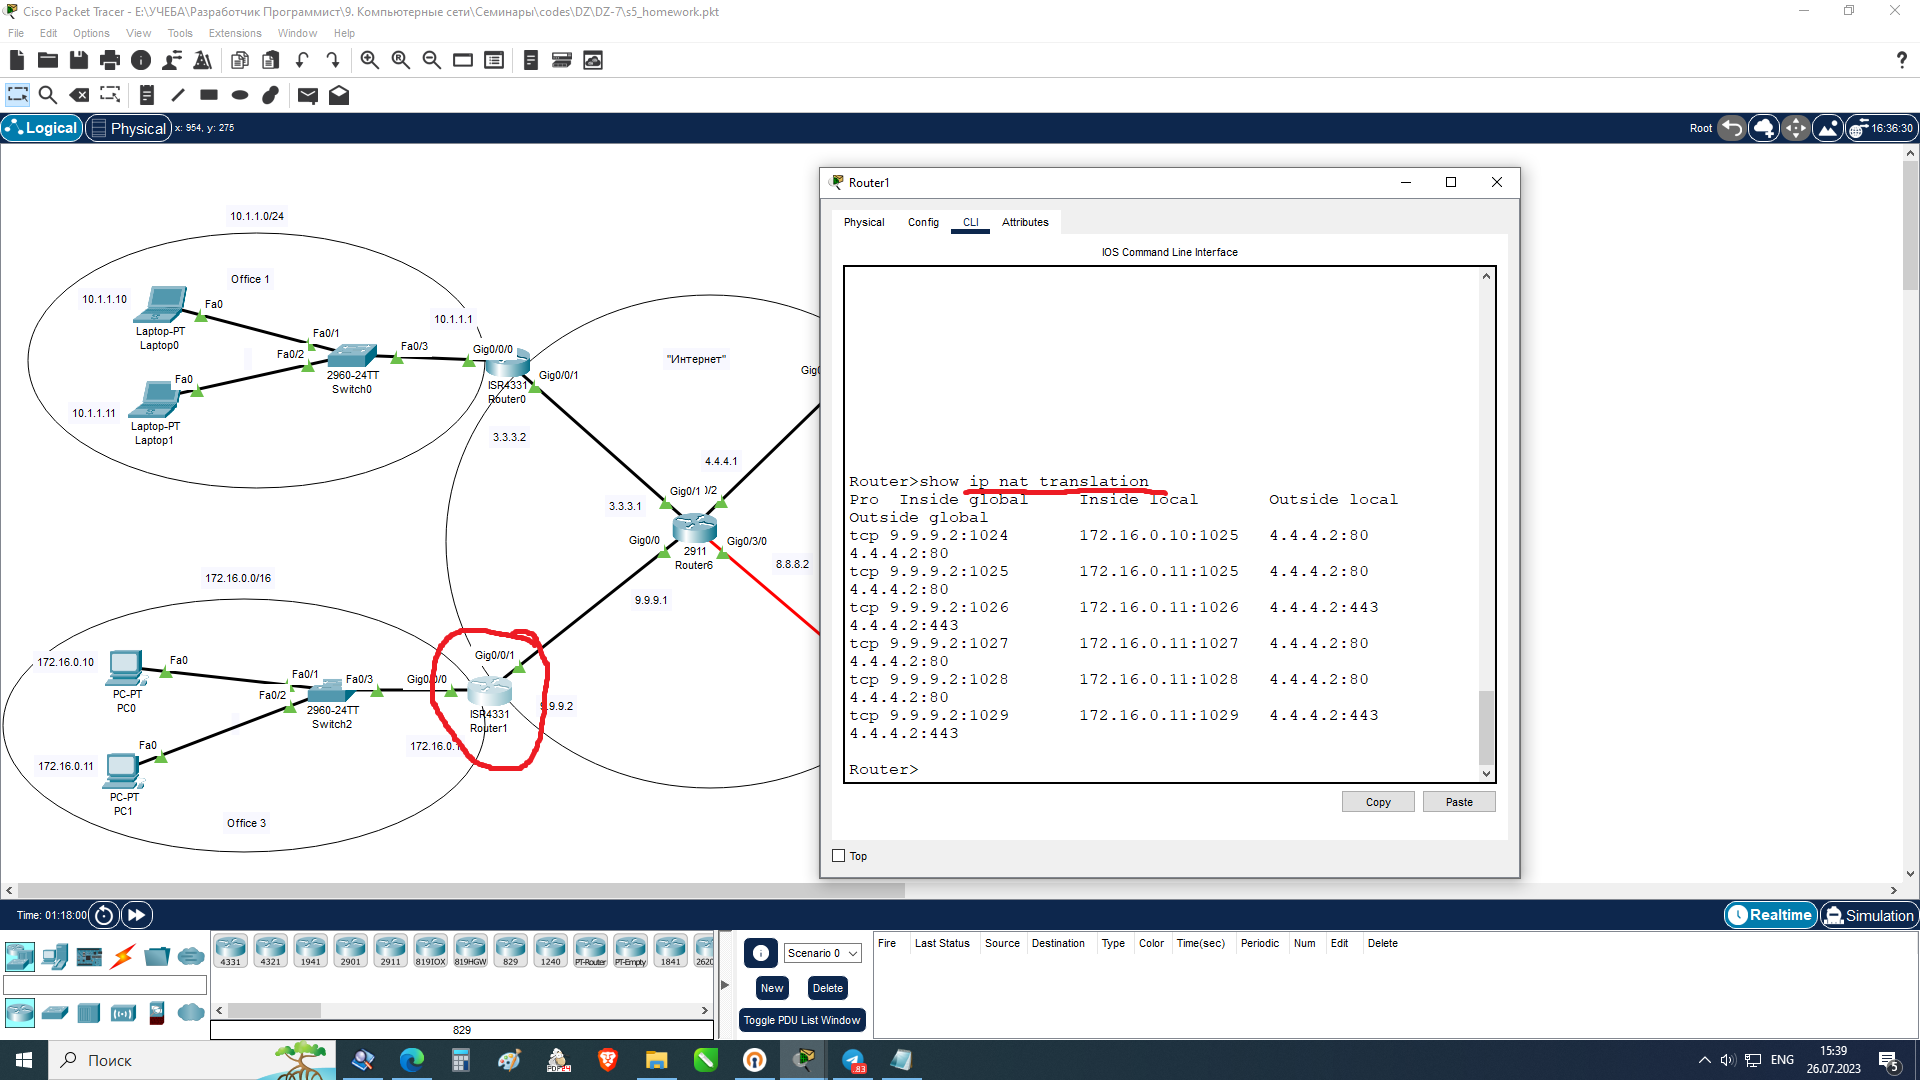 Cisco Packet Tracer - E:\УЧЕБА\Разработчик Программист\9. Компьютерные сети\Семинары\codes\DZ\DZ-7\s5_homework.pkt
File Edit Options View Tools Extensions Window Help
?
Logical Physical x: 954, y: 275 Root 16:36:30
10.1.1.0/24
Office 1
10.1.1.10
Fa0
Laptop-PT
Laptop0
Fa0/1
Fa0/2
Fa0/3
2960-24TT
Switch0
10.1.1.11
Fa0
Laptop-PT
Laptop1
10.1.1.1
Gig0/0/0
Gig0/0/1
ISR4331
Router0
3.3.3.2
"Интернет"
4.4.4.1
3.3.3.1
Gig0/1
Gig0/0
Gig0/3/0
2911
Router6
8.8.8.2
9.9.9.1
172.16.0.0/16
172.16.0.10
Fa0
PC-PT
PC0
Fa0/1
Fa0/2
Fa0/3
2960-24TT
Switch2
172.16.0.11
Fa0
PC-PT
PC1
Office 3
Gig0/0/1
ISR4331
Router1
9.9.9.2
Router1
Physical Config CLI Attributes
IOS Command Line Interface
Router>show ip nat translation
Pro Inside global Inside local Outside local
Outside global
tcp 9.9.9.2:1024 172.16.0.10:1025 4.4.4.2:80
4.4.4.2:80
tcp 9.9.9.2:1025 172.16.0.11:1025 4.4.4.2:80
4.4.4.2:80
tcp 9.9.9.2:1026 172.16.0.11:1026 4.4.4.2:443
4.4.4.2:443
tcp 9.9.9.2:1027 172.16.0.11:1027 4.4.4.2:80
4.4.4.2:80
tcp 9.9.9.2:1028 172.16.0.11:1028 4.4.4.2:80
4.4.4.2:80
tcp 9.9.9.2:1029 172.16.0.11:1029 4.4.4.2:443
4.4.4.2:443
Router>
Copy Paste
Top
Time: 01:18:00 Realtime Simulation
4331 4321 1941 2901 2911 819IOX 819HGW 829 1240 PT-Router PT-Empty 1841
829
Scenario 0
New Delete
Toggle PDU List Window
Fire Last Status Source Destination Type Color Time(sec) Periodic Num Edit Delete
Поиск
83
ENG
15:39
26.07.2023
5